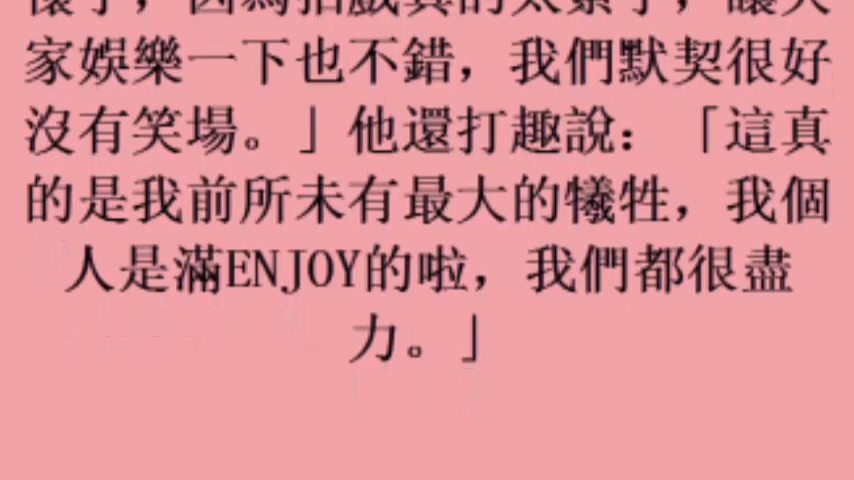 家娛樂一下也不錯，我們默契很好
沒有笑場。」他還打趣說：「這真
的是我前所未有最大的犧牲，我個
人是滿ENJOY的啦，我們都很盡
力。」